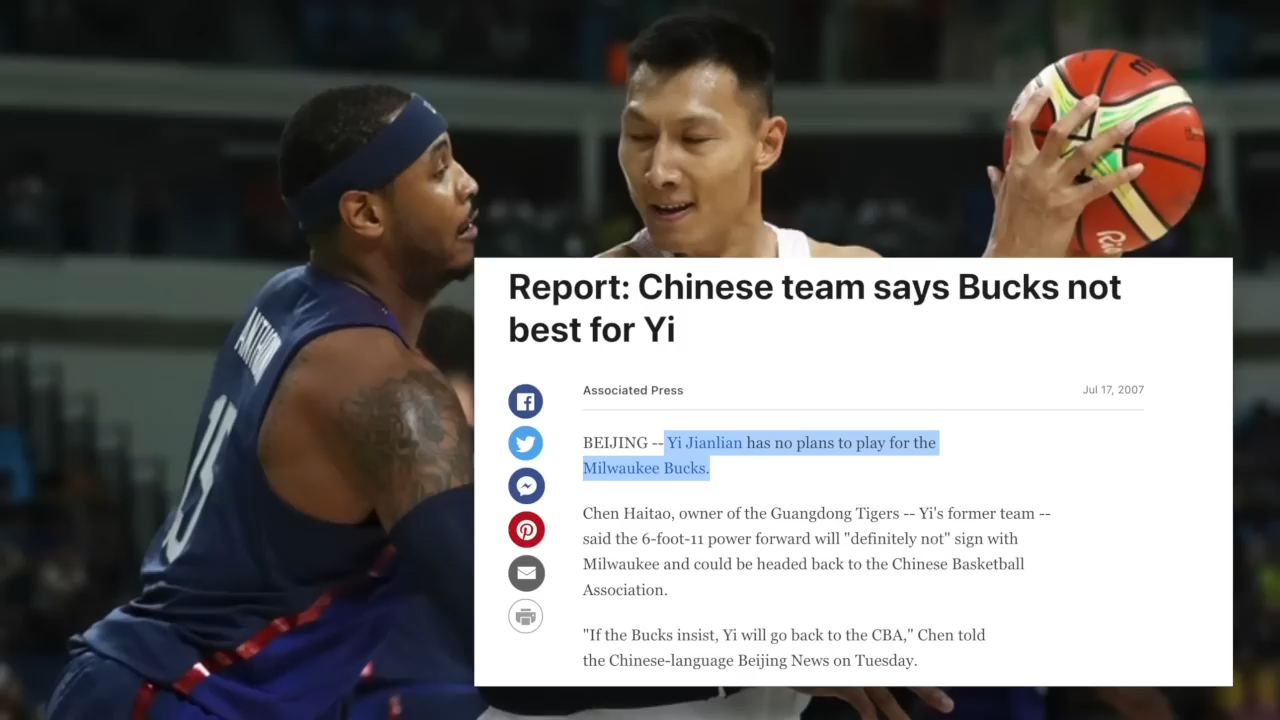 ANTHONY
15
Rio
Report: Chinese team says Bucks not
best for Yi
Associated Press
Jul 17, 2007
BEIJING -- Yi Jianlian has no plans to play for the
Milwaukee Bucks.
Chen Haitao, owner of the Guangdong Tigers -- Yi's former team --
said the 6-foot-11 power forward will "definitely not" sign with
Milwaukee and could be headed back to the Chinese Basketball
Association.
"If the Bucks insist, Yi will go back to the CBA," Chen told
the Chinese-language Beijing News on Tuesday.